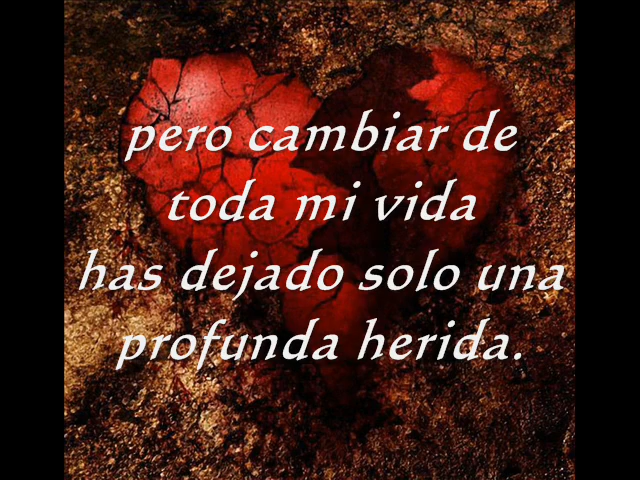 pero cambiar de
toda mi vida
has dejado solo una
profunda herida.